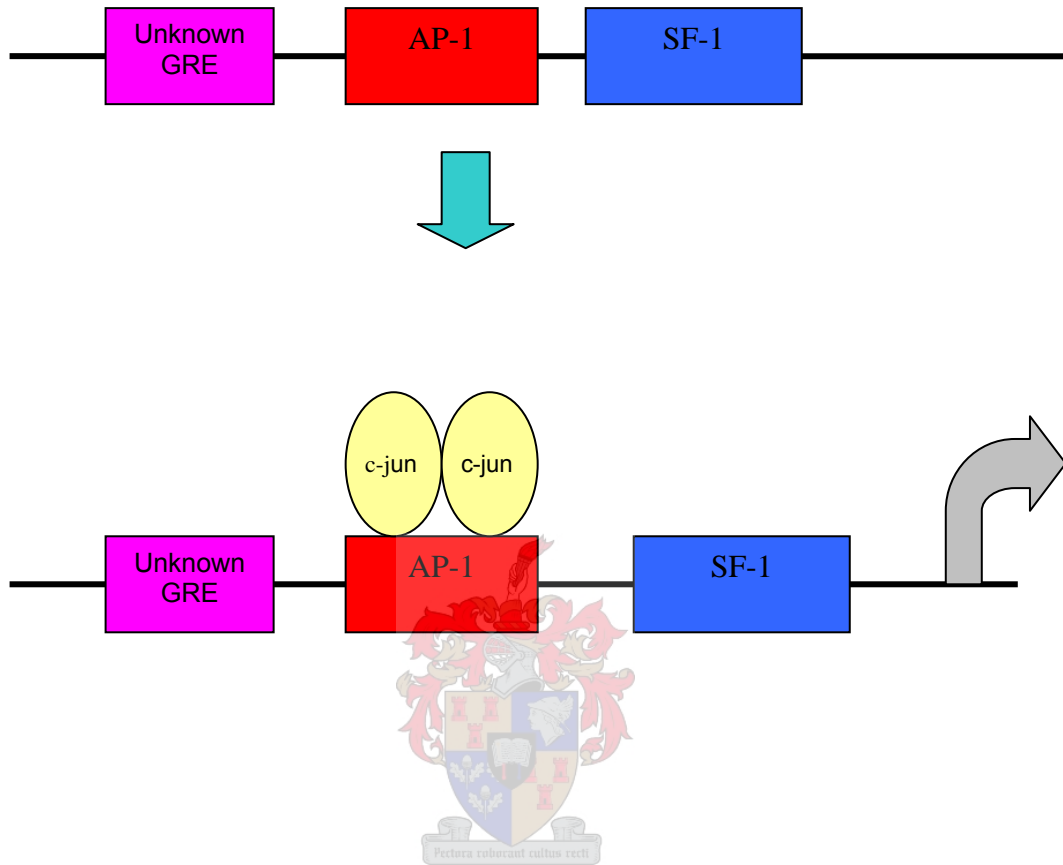 Unknown
GRE
AP-1
SF-1
c-jun
c-jun
Unknown
GRE
AP-1
SF-1
Pectora roborant cultus recti